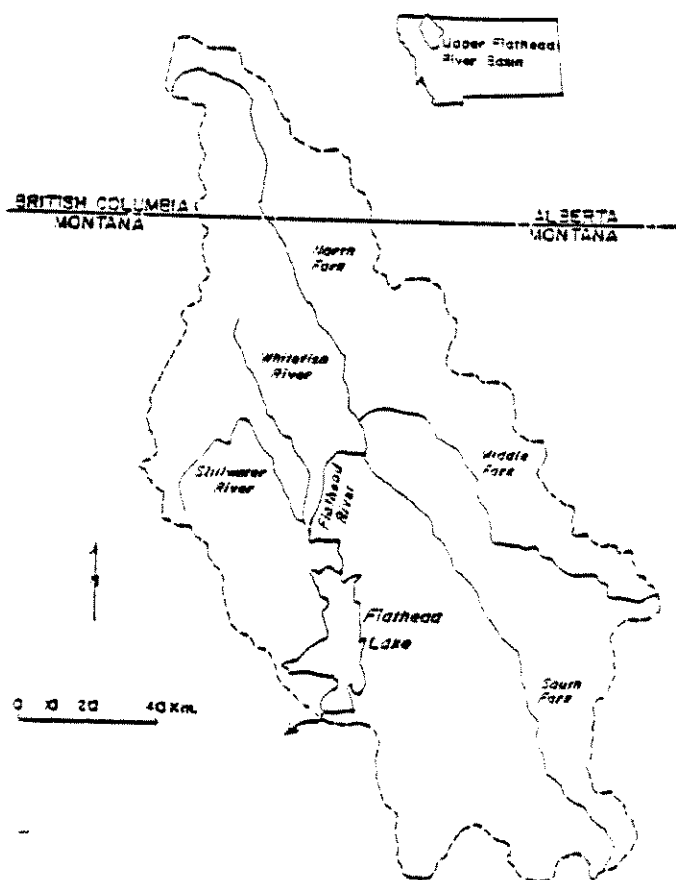 Upper Flathead
River Basin
BRITISH COLUMBIA
MONTANA
ALBERTA
MONTANA
North
Fork
Whitefish
River
Stillwater
River
Flathead
River
Middle
Fork
Flathead
Lake
South
Fork
0 10 20 40 Km.